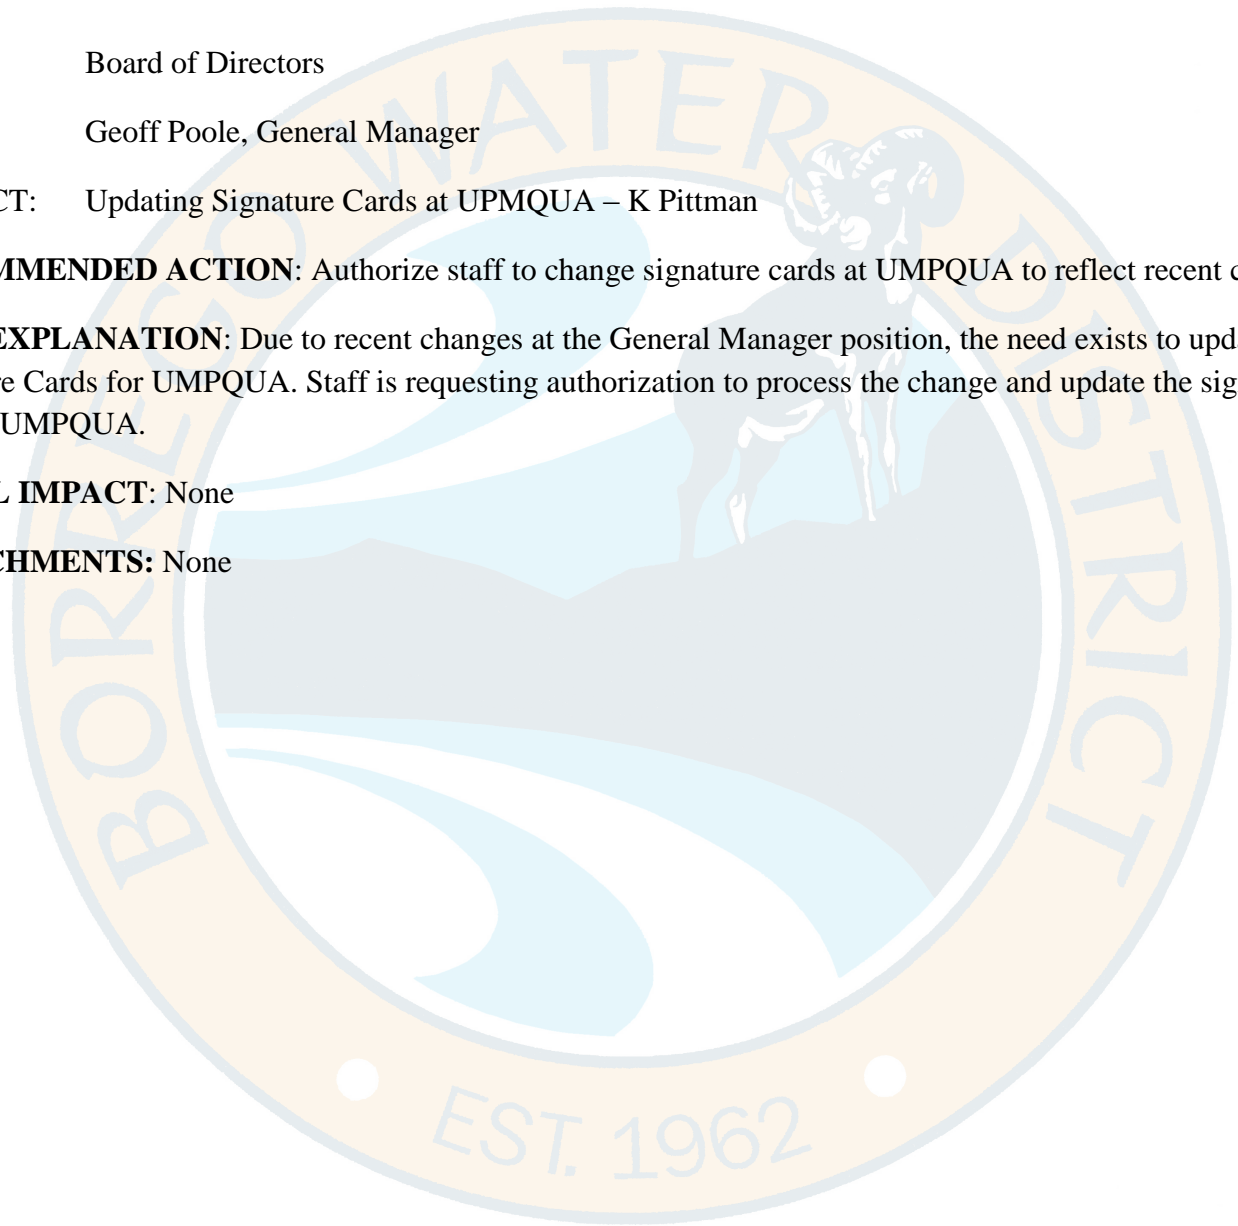 Board of Directors
Geoff Poole, General Manager
CT: Updating Signature Cards at UPMQUA – K Pittman
MMENDED ACTION: Authorize staff to change signature cards at UMPQUA to reflect recent c
EXPLANATION: Due to recent changes at the General Manager position, the need exists to upda
re Cards for UMPQUA. Staff is requesting authorization to process the change and update the sig
UMPQUA.
L IMPACT: None
CHMENTS: None
BORREGO WATER DISTRICT
EST. 1962